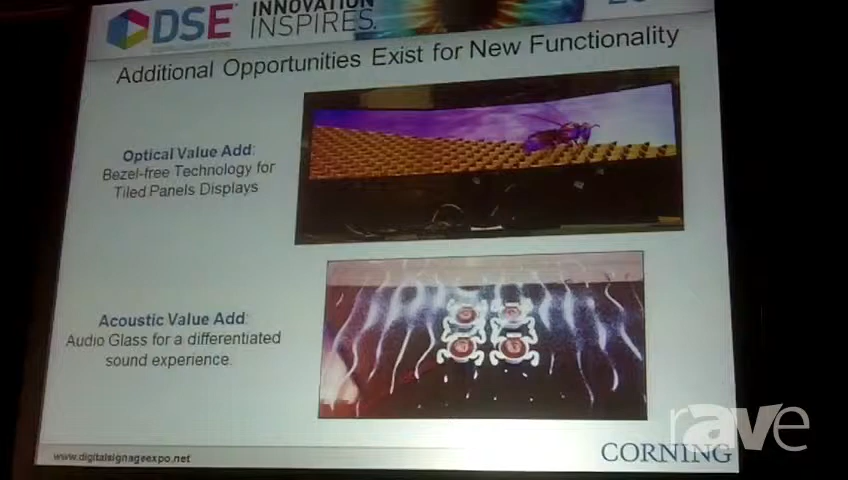 DSE
INNOVATION
INSPIRES.
Additional Opportunities Exist for New Functionality
Optical Value Add:
Bezel-free Technology for
Tiled Panels Displays
Acoustic Value Add:
Audio Glass for a differentiated
sound experience.
www.digitalsignageexpo.net
CORNING
rave